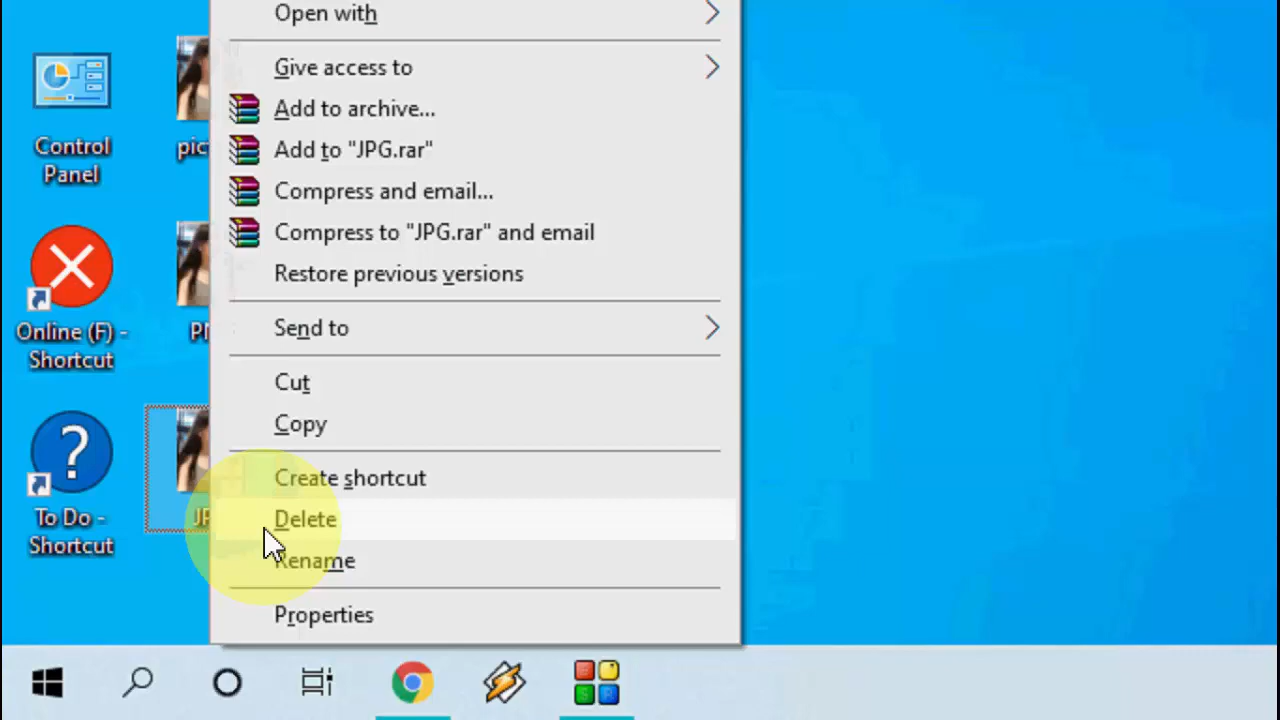 Open with
Give access to
Add to archive...
Add to "JPG.rar"
Compress and email...
Compress to "JPG.rar" and email
Restore previous versions
Send to
Cut
Copy
Create shortcut
Delete
Rename
Properties
Control
Panel
Online (F) -
Shortcut
To Do -
Shortcut